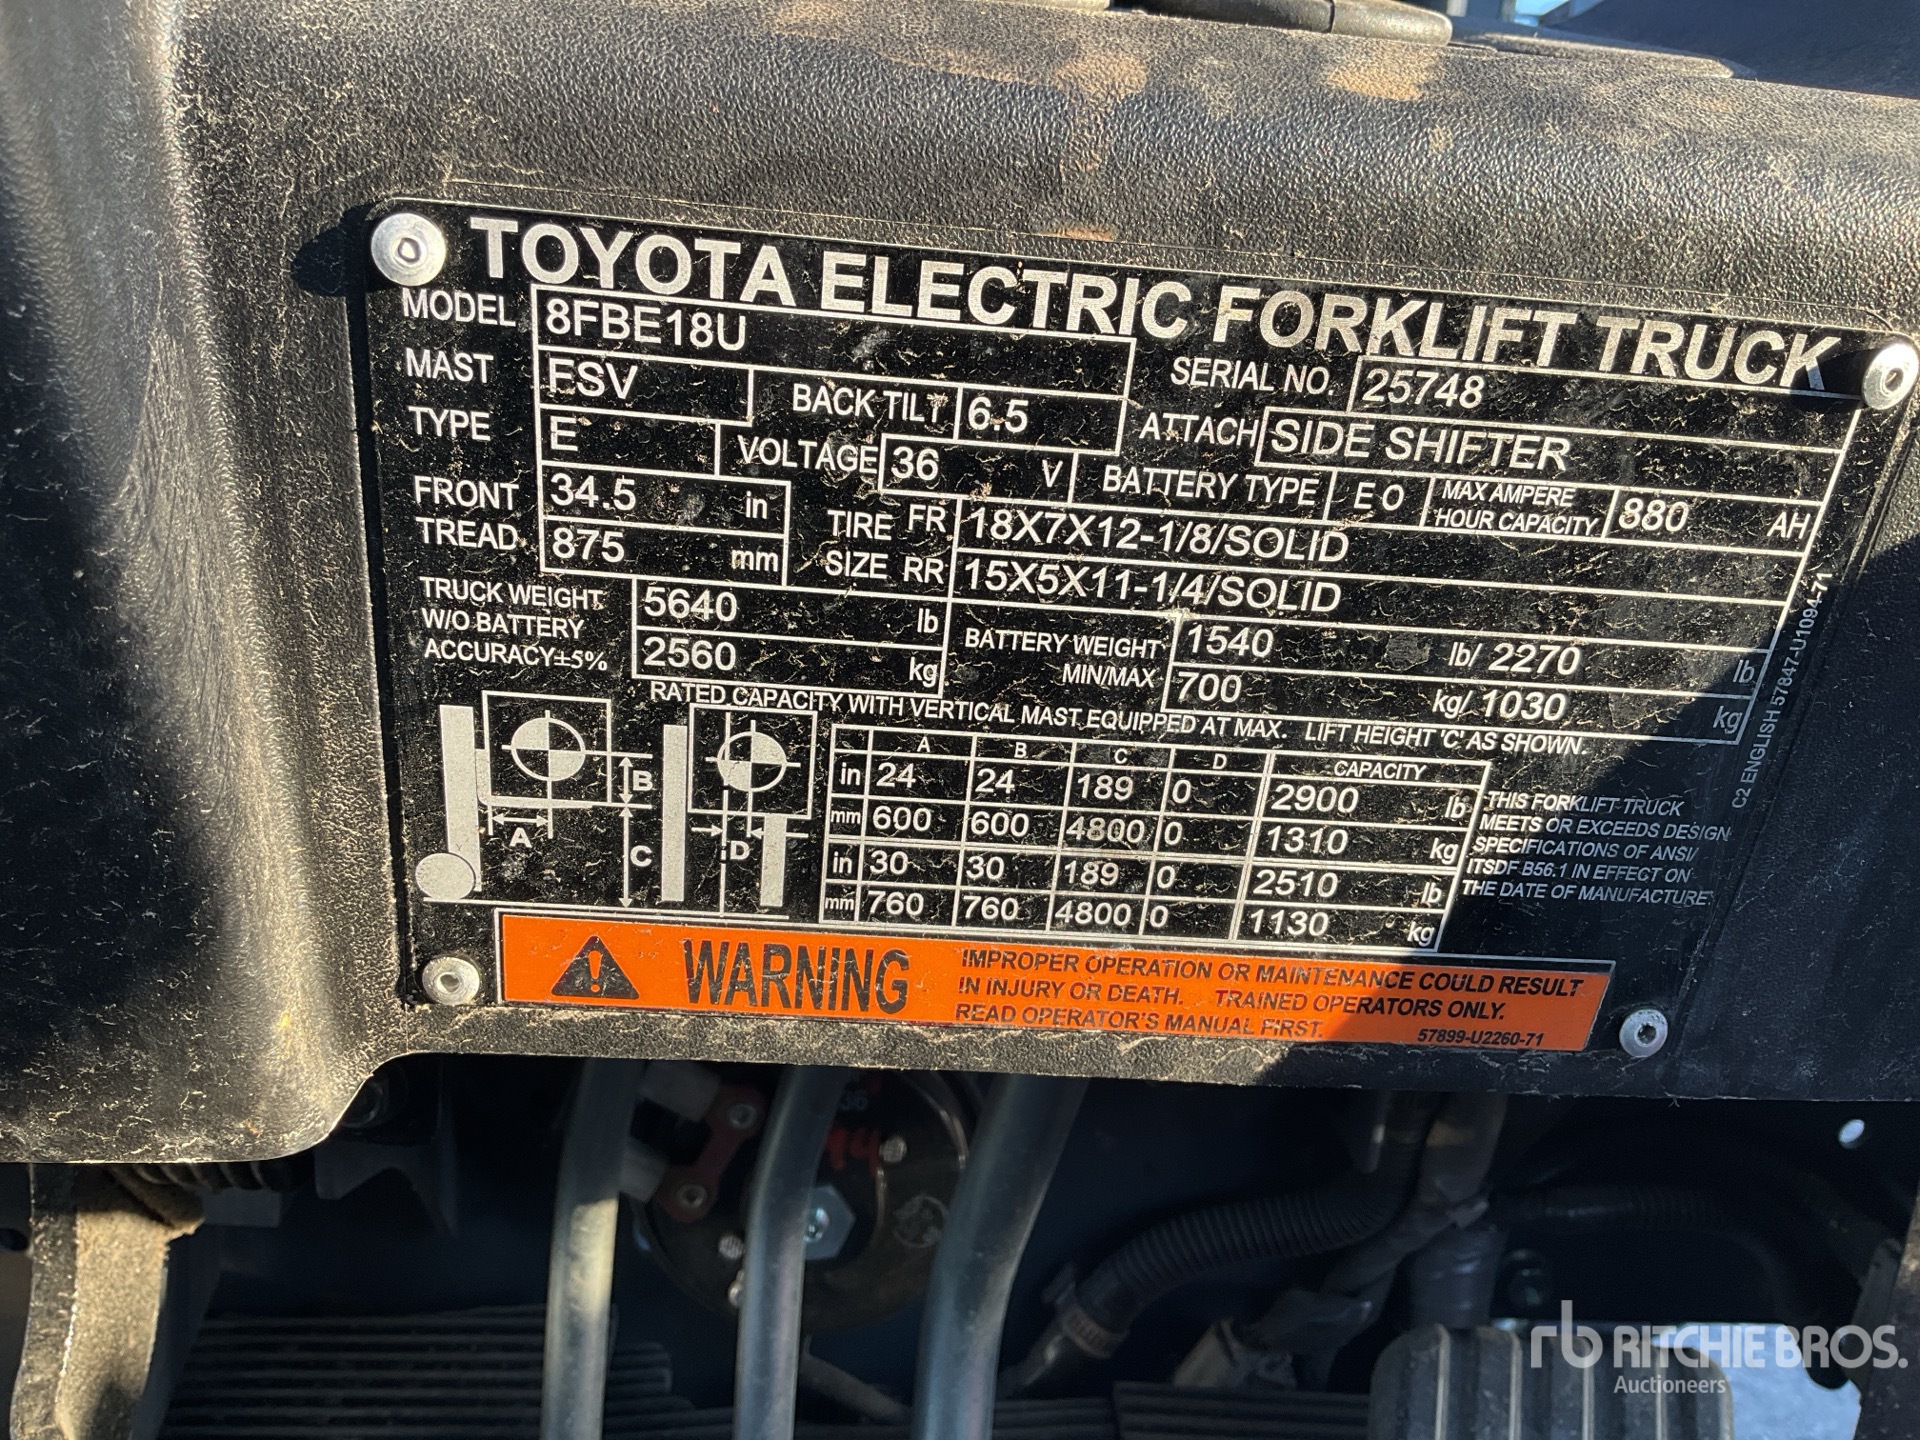 TOYOTA ELECTRIC FORKLIFT TRUCK
MODEL 8FBE18U SERIAL NO. 25748
MAST FSV BACK TILT 6.5 ATTACH SIDE SHIFTER
TYPE E VOLTAGE 36 V BATTERY TYPE E O MAX AMPERE HOUR CAPACITY 880 AH
FRONT TREAD 34.5 in TIRE SIZE FR 18X7X12-1/8/SOLID
875 mm RR 15X5X11-1/4/SOLID
TRUCK WEIGHT W/O BATTERY ACCURACY±5% 5640 lb BATTERY WEIGHT MIN/MAX 1540 lb/ 2270 lb
2560 kg 700 kg/ 1030 kg
RATED CAPACITY WITH VERTICAL MAST EQUIPPED AT MAX. LIFT HEIGHT 'C' AS SHOWN.
A B C D CAPACITY
in 24 24 189 0 2900 lb
mm 600 600 4800 0 1310 kg
in 30 30 189 0 2510 lb
mm 760 760 4800 0 1130 kg
A B C D
THIS FORKLIFT TRUCK
MEETS OR EXCEEDS DESIGN
SPECIFICATIONS OF ANSI/
ITSDF B56.1 IN EFFECT ON
THE DATE OF MANUFACTURE.
C2 ENGLISH 57847-U1094-71
WARNING
IMPROPER OPERATION OR MAINTENANCE COULD RESULT
IN INJURY OR DEATH. TRAINED OPERATORS ONLY.
READ OPERATOR'S MANUAL FIRST.
57899-U2260-71
rb RITCHIE BROS.
Auctioneers